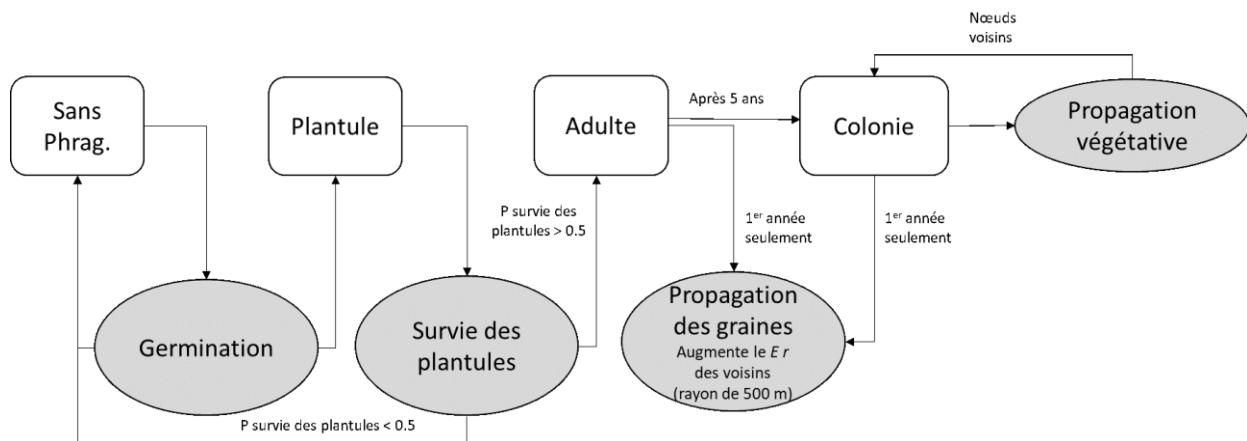 Nœuds
voisins
Sans
Phrag.
Plantule
Adulte
Après 5 ans
Colonie
Propagation
végétative
P survie des
plantules > 0.5
1er année
seulement
1er année
seulement
Germination
Survie des
plantules
Propagation
des graines
Augmente le E r
des voisins
(rayon de 500 m)
P survie des plantules < 0.5